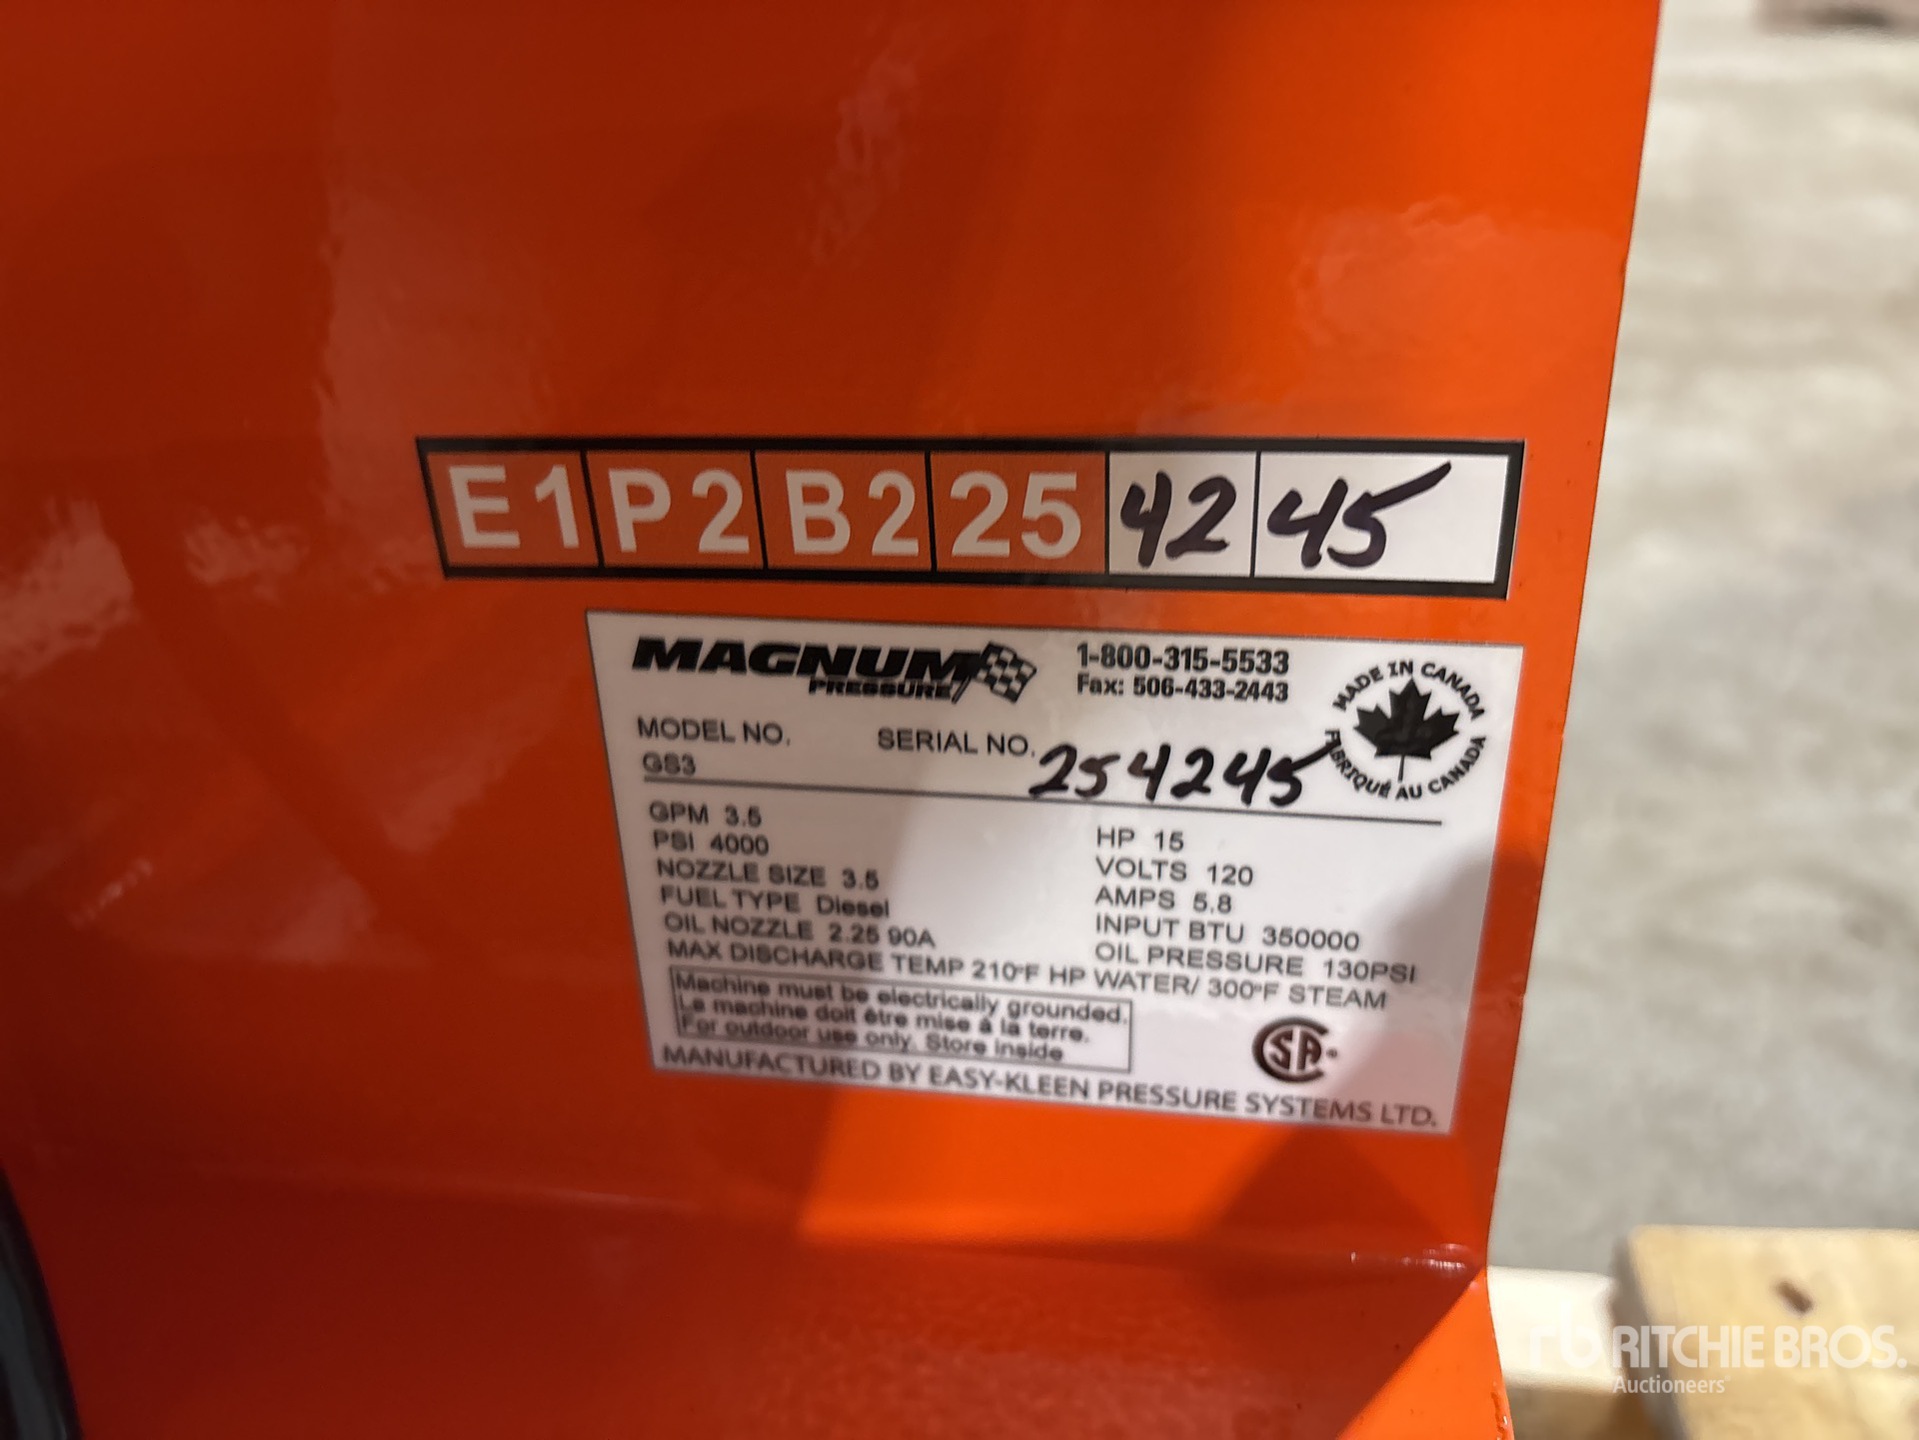 E1 P2 B2 25 42 45
MAGNUM
PRESSURE
1-800-315-5533
Fax: 506-433-2443
MADE IN CANADA
FABRIQUÉ AU CANADA
MODEL NO. SERIAL NO. 254245
GS3
GPM 3.5
PSI 4000
NOZZLE SIZE 3.5
FUEL TYPE Diesel
OIL NOZZLE 2.25 90A
HP 15
VOLTS 120
AMPS 5.8
INPUT BTU 350000
OIL PRESSURE 130PSI
MAX DISCHARGE TEMP 210°F HP WATER/ 300°F STEAM
Machine must be electrically grounded.
La machine doit être mise à la terre.
For outdoor use only. Store inside
CSA
MANUFACTURED BY EASY-KLEEN PRESSURE SYSTEMS LTD.
rb RITCHIE BROS.
Auctioneers